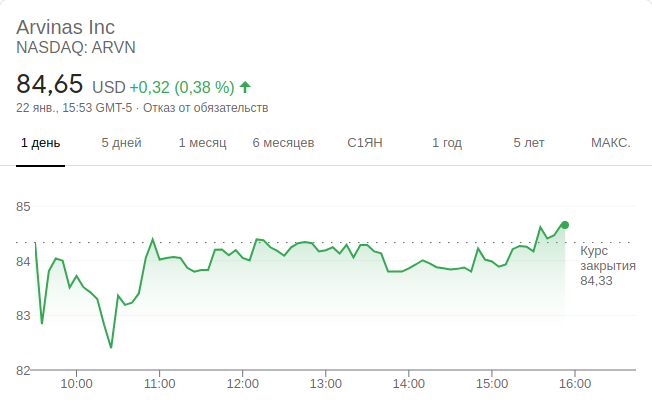 Arvinas Inc
NASDAQ: ARVN
84,65 USD +0,32 (0,38 %)
22 янв., 15:53 GMT-5 · Отказ от обязательств
1 день 5 дней 1 месяц 6 месяцев С1ЯН 1 год 5 лет МАКС.
85
84
83
82
Курс
закрытия
84,33
10:00 11:00 12:00 13:00 14:00 15:00 16:00